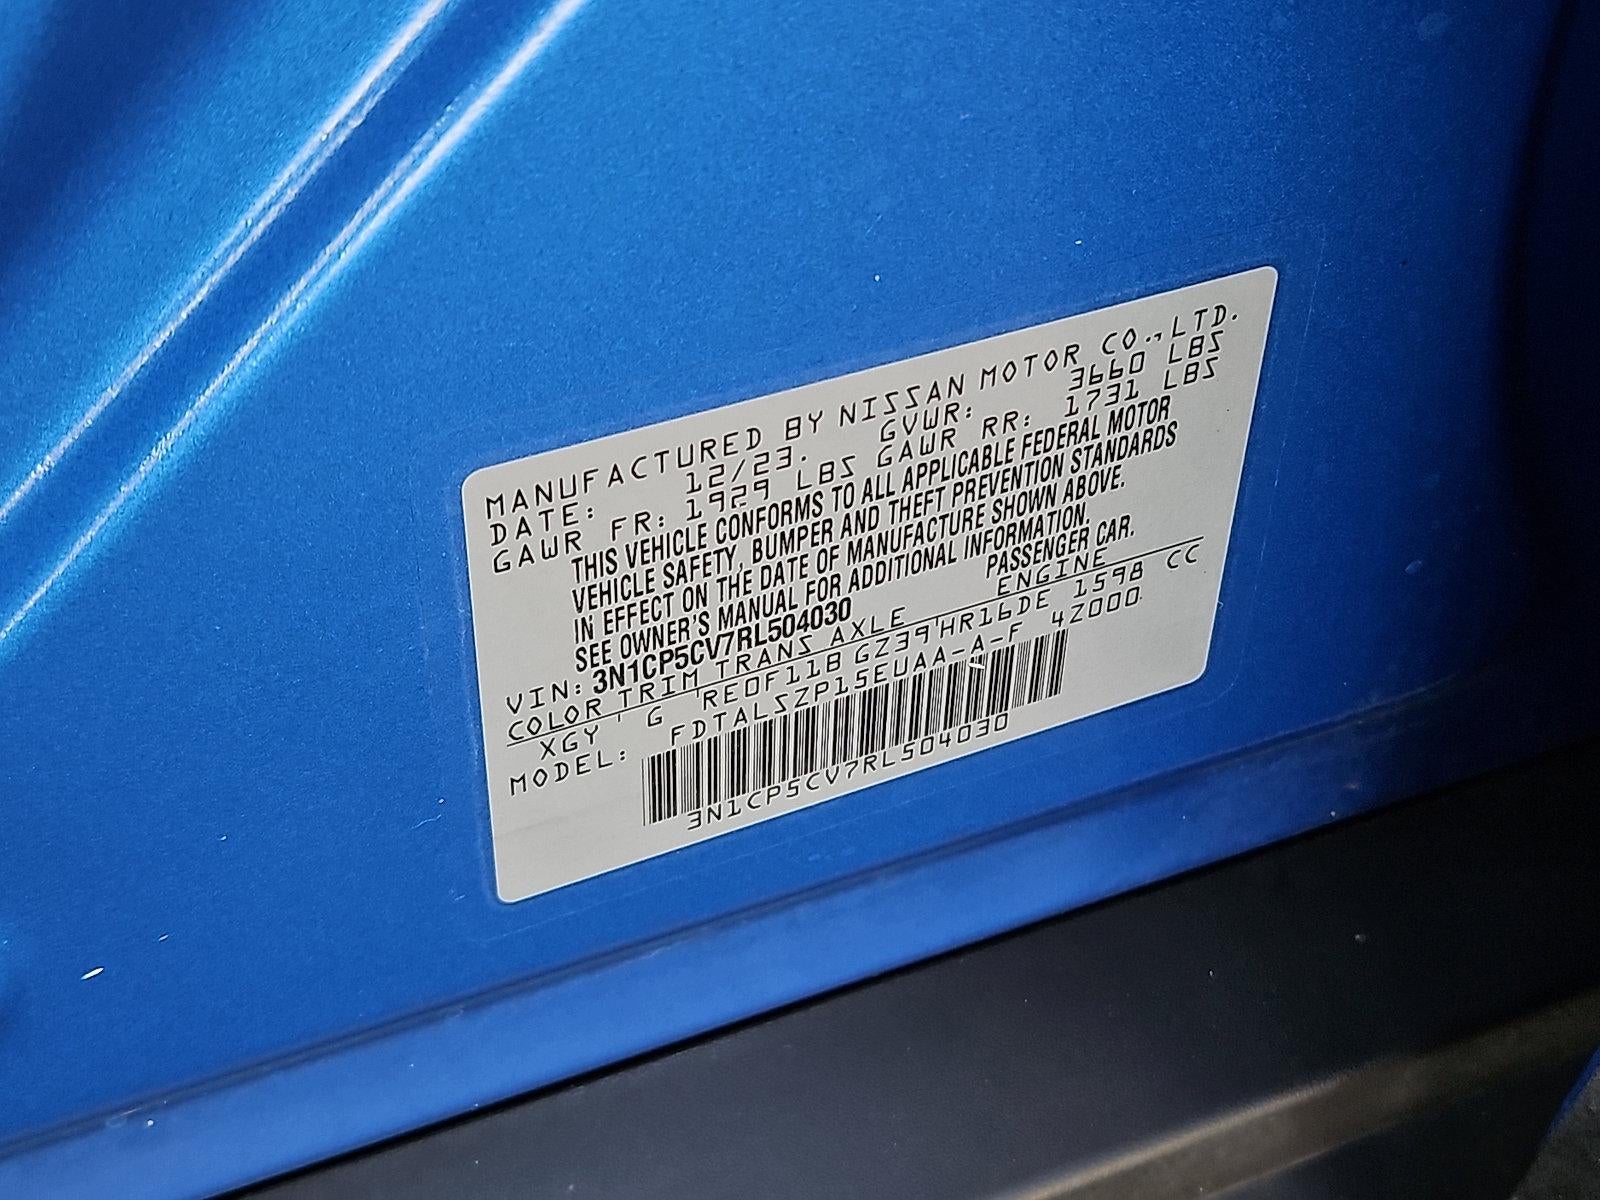 MANUFACTURED BY NISSAN MOTOR CO.,LTD.
DATE: 12/23. GVWR: 3660 LBS
GAWR FR: 1929 LBS GAWR RR: 1731 LBS
THIS VEHICLE CONFORMS TO ALL APPLICABLE FEDERAL MOTOR
VEHICLE SAFETY, BUMPER AND THEFT PREVENTION STANDARDS
IN EFFECT ON THE DATE OF MANUFACTURE SHOWN ABOVE.
SEE OWNER'S MANUAL FOR ADDITIONAL INFORMATION.
VIN: 3N1CP5CV7RL504030 PASSENGER CAR.
COLOR TRIM TRANS AXLE ENGINE
XGY G RE0F11B GZ39 HR16DE 1598 CC
MODEL: FDTALSZP15EUAA-A-F 4Z000
3N1CP5CV7RL504030